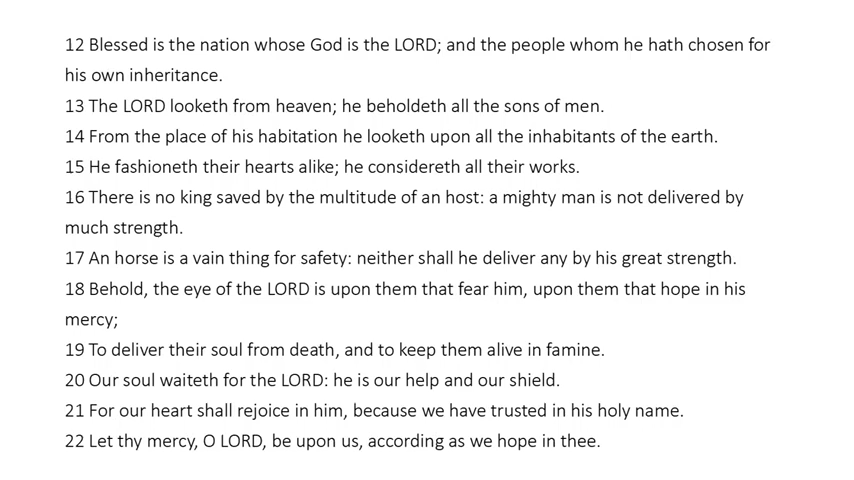 12 Blessed is the nation whose God is the LORD; and the people whom he hath chosen for
his own inheritance.
13 The LORD looketh from heaven; he beholdeth all the sons of men.
14 From the place of his habitation he looketh upon all the inhabitants of the earth.
15 He fashioneth their hearts alike; he considereth all their works.
16 There is no king saved by the multitude of an host: a mighty man is not delivered by
much strength.
17 An horse is a vain thing for safety: neither shall he deliver any by his great strength.
18 Behold, the eye of the LORD is upon them that fear him, upon them that hope in his
mercy;
19 To deliver their soul from death, and to keep them alive in famine.
20 Our soul waiteth for the LORD: he is our help and our shield.
21 For our heart shall rejoice in him, because we have trusted in his holy name.
22 Let thy mercy, O LORD, be upon us, according as we hope in thee.